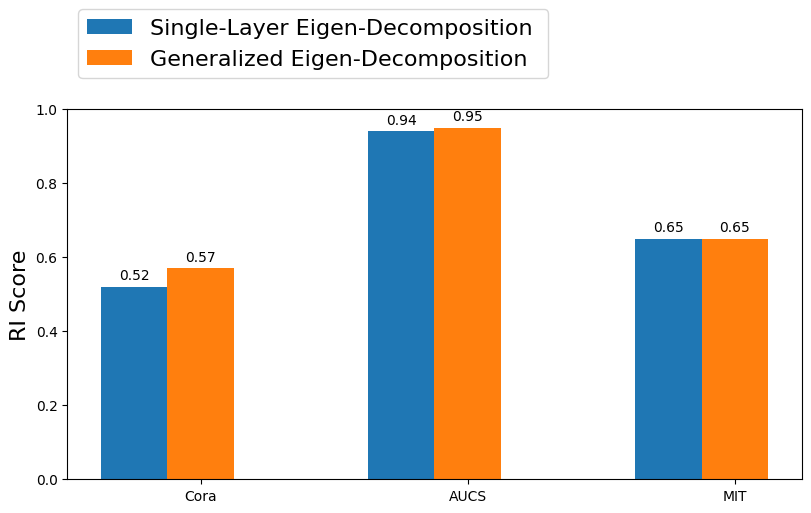 Single-Layer Eigen-Decomposition
Generalized Eigen-Decomposition
RI Score
1.0
0.8
0.6
0.4
0.2
0.0
0.52
0.57
0.94
0.95
0.65
0.65
Cora
AUCS
MIT